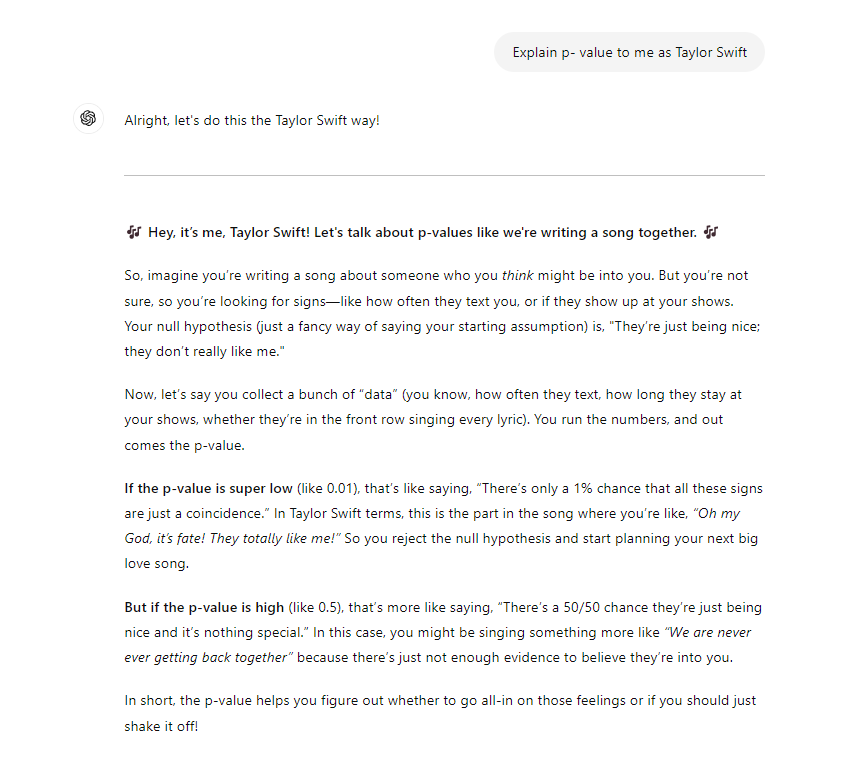 Explain p- value to me as Taylor Swift
Alright, let's do this the Taylor Swift way!
🎶 Hey, it's me, Taylor Swift! Let's talk about p-values like we're writing a song together. 🎶
So, imagine you're writing a song about someone who you think might be into you. But you're not
sure, so you're looking for signs—like how often they text you, or if they show up at your shows.
Your null hypothesis (just a fancy way of saying your starting assumption) is, "They're just being nice;
they don't really like me."
Now, let's say you collect a bunch of "data" (you know, how often they text, how long they stay at
your shows, whether they're in the front row singing every lyric). You run the numbers, and out
comes the p-value.
If the p-value is super low (like 0.01), that's like saying, "There's only a 1% chance that all these signs
are just a coincidence." In Taylor Swift terms, this is the part in the song where you're like, "Oh my
God, it's fate! They totally like me!" So you reject the null hypothesis and start planning your next big
love song.
But if the p-value is high (like 0.5), that's more like saying, "There's a 50/50 chance they're just being
nice and it's nothing special." In this case, you might be singing something more like "We are never
ever getting back together" because there's just not enough evidence to believe they're into you.
In short, the p-value helps you figure out whether to go all-in on those feelings or if you should just
shake it off!